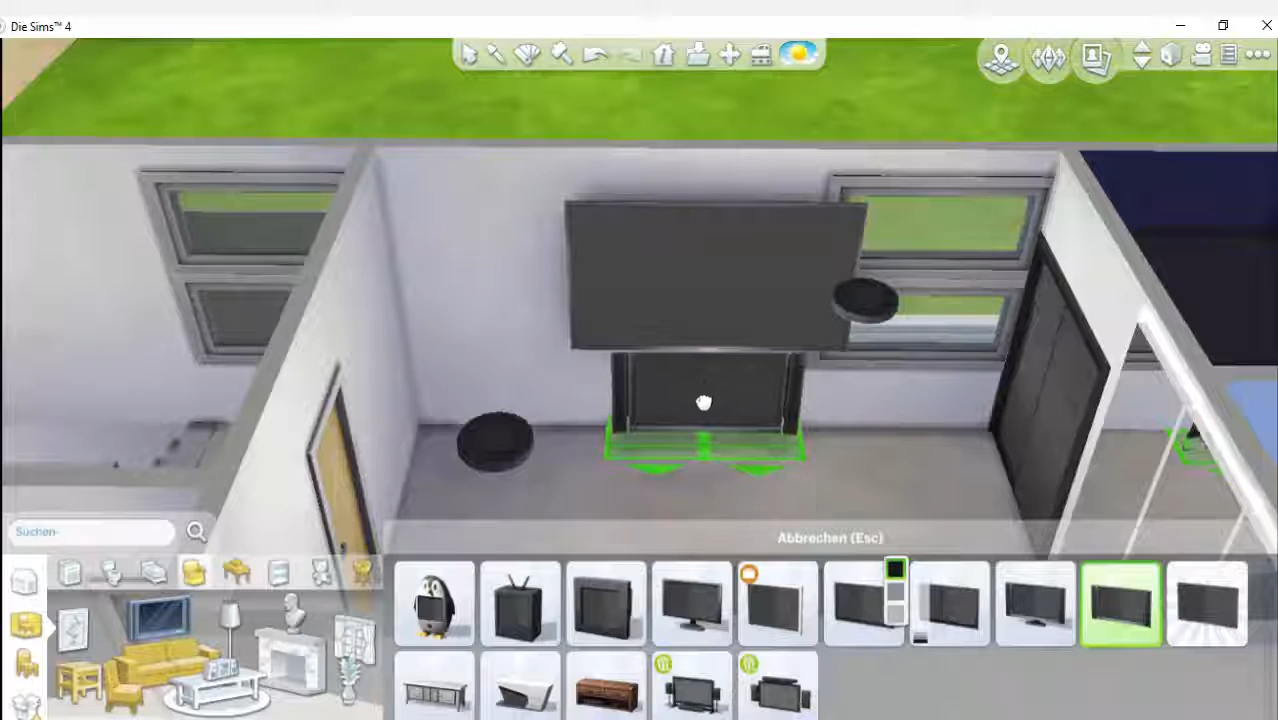 Die Sims™ 4
Suchen-
Abbrechen (Esc)